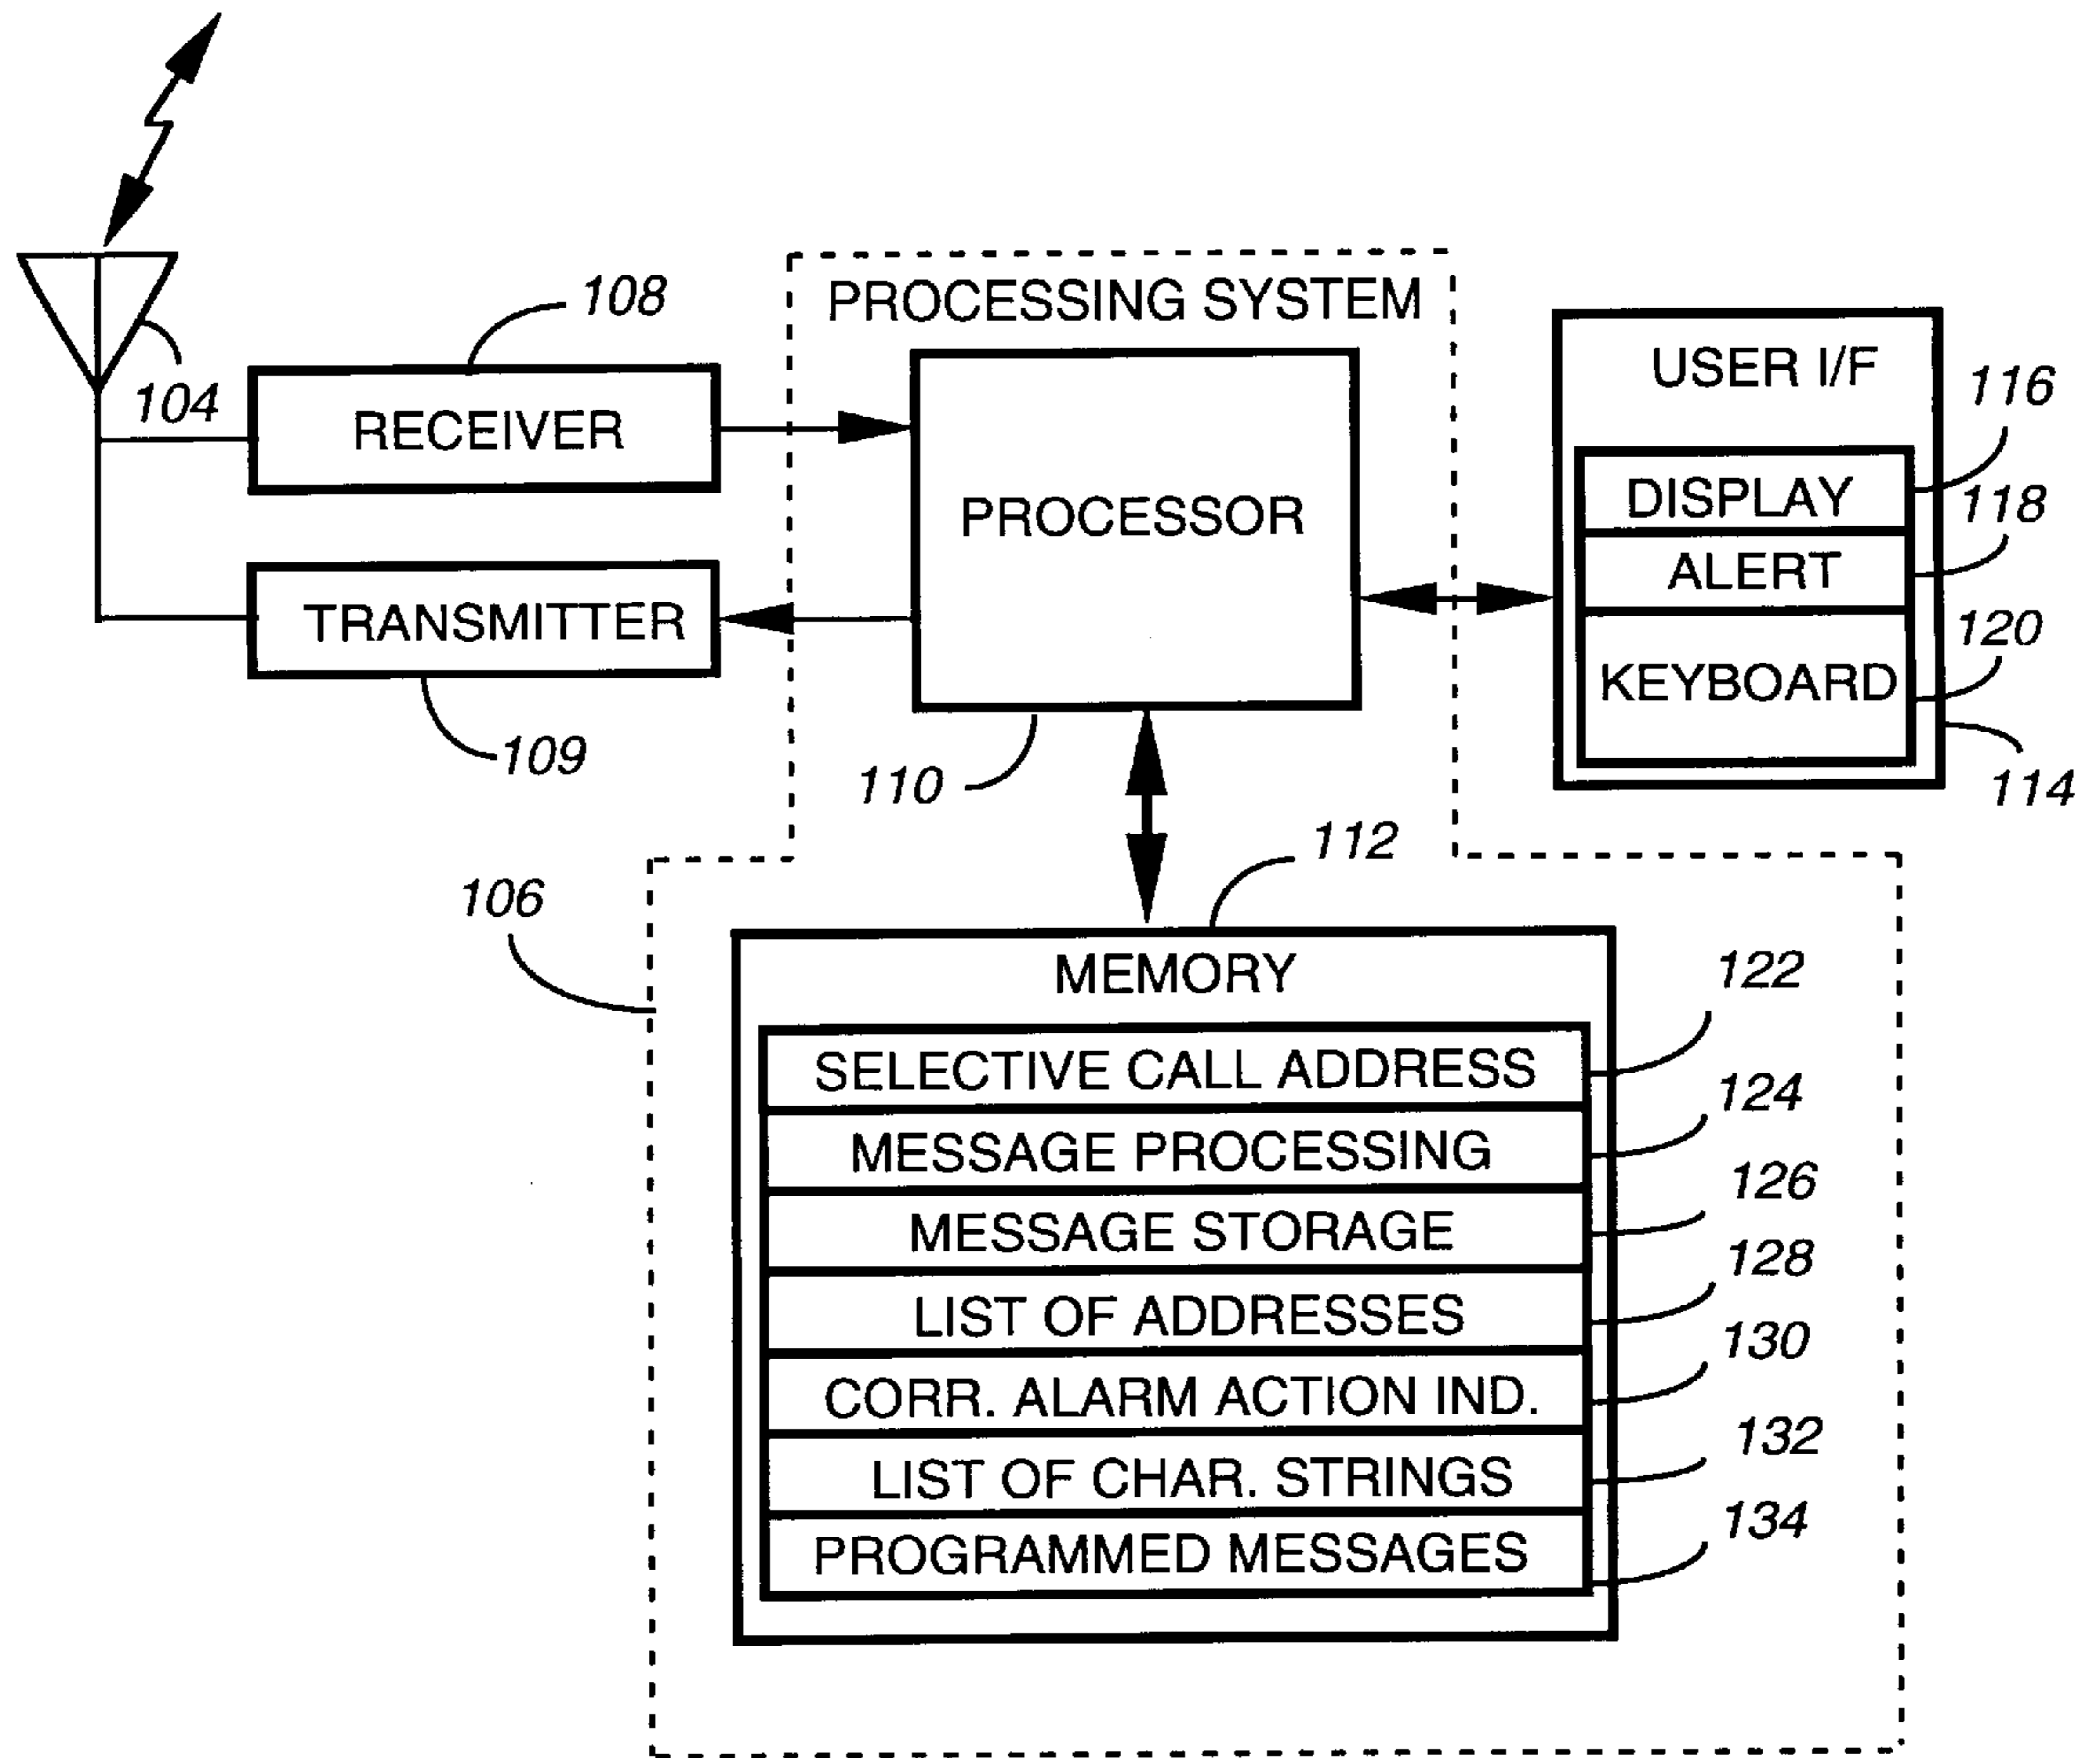 108
PROCESSING SYSTEM
104
RECEIVER
PROCESSOR
TRANSMITTER
109
110
USER I/F
116
DISPLAY
118
ALERT
120
KEYBOARD
114
112
106
MEMORY
122
SELECTIVE CALL ADDRESS
124
MESSAGE PROCESSING
126
MESSAGE STORAGE
128
LIST OF ADDRESSES
130
CORR. ALARM ACTION IND.
132
LIST OF CHAR. STRINGS
134
PROGRAMMED MESSAGES